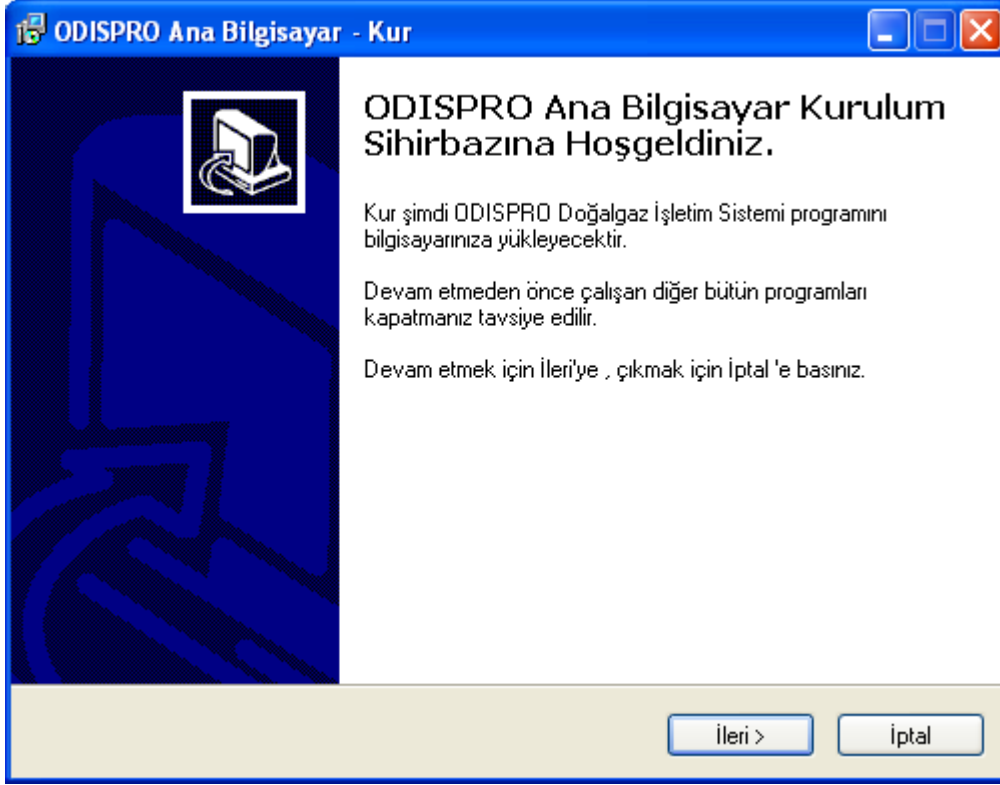 ODISPRO Ana Bilgisayar - Kur
ODISPRO Ana Bilgisayar Kurulum
Sihirbazına Hoşgeldiniz.
Kur şimdi ODISPRO Doğalgaz İşletim Sistemi programını
bilgisayarınıza yükleyecektir.
Devam etmeden önce çalışan diğer bütün programları
kapatmanız tavsiye edilir.
Devam etmek için İleri'ye , çıkmak için İptal 'e basınız.
İleri >
İptal